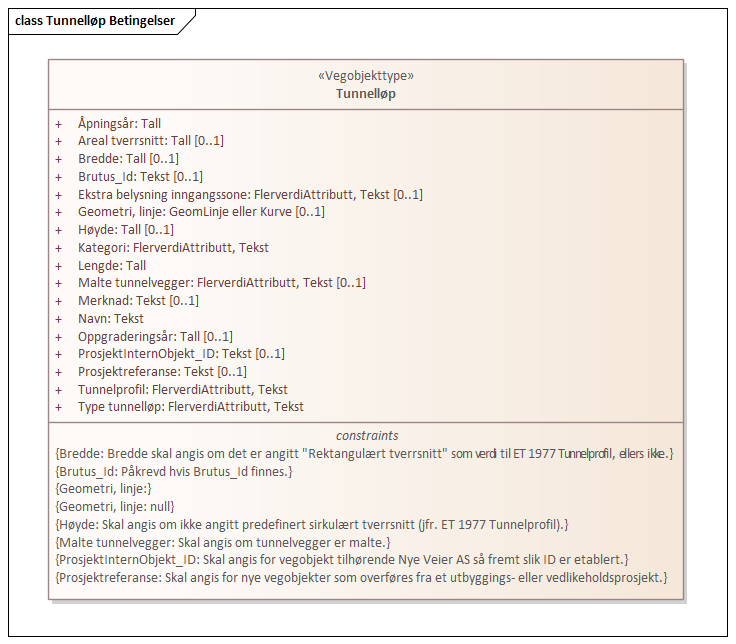 class Tunnelløp Betingelser
«Vegobjekttype»
Tunnelløp
+ Åpningsår: Tall
+ Areal tverrsnitt: Tall [0..1]
+ Bredde: Tall [0..1]
+ Brutus_Id: Tekst [0..1]
+ Ekstra belysning inngangssone: FlerverdiAttributt, Tekst [0..1]
+ Geometri, linje: GeomLinje eller Kurve [0..1]
+ Høyde: Tall [0..1]
+ Kategori: FlerverdiAttributt, Tekst
+ Lengde: Tall
+ Malte tunnelvegger: FlerverdiAttributt, Tekst [0..1]
+ Merknad: Tekst [0..1]
+ Navn: Tekst
+ Oppgraderingsår: Tall [0..1]
+ ProsjektInternObjekt_ID: Tekst [0..1]
+ Prosjektreferanse: Tekst [0..1]
+ Tunnelprofil: FlerverdiAttributt, Tekst
+ Type tunnelløp: FlerverdiAttributt, Tekst
constraints
{Bredde: Bredde skal angis om det er angitt "Rektangulært tverrsnitt" som verdi til ET 1977 Tunnelprofil, ellers ikke.}
{Brutus_Id: Påkrevd hvis Brutus_Id finnes.}
{Geometri, linje:}
{Geometri, linje: null}
{Høyde: Skal angis om ikke angitt predefinert sirkulært tverrsnitt (jfr. ET 1977 Tunnelprofil).}
{Malte tunnelvegger: Skal angis om tunnelvegger er malte.}
{ProsjektInternObjekt_ID: Skal angis for vegobjekt tilhørende Nye Veier AS så fremt slik ID er etablert.}
{Prosjektreferanse: Skal angis for nye vegobjekter som overføres fra et utbyggings- eller vedlikeholdsprosjekt.}